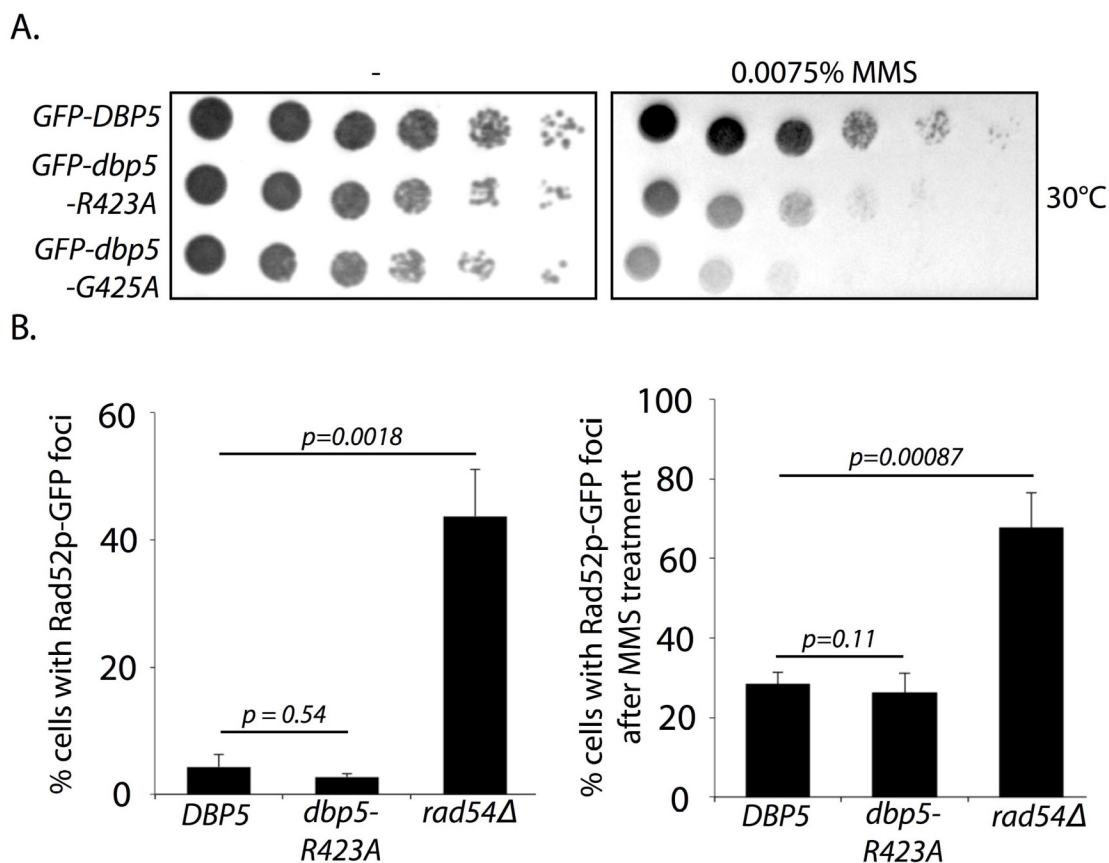 A.
-
0.0075% MMS
GFP-DBP5
GFP-dbp5
-R423A
GFP-dbp5
-G425A
30°C
B.
% cells with Rad52p-GFP foci
60
40
20
0
p=0.0018
p = 0.54
DBP5
dbp5-
R423A
rad54Δ
% cells with Rad52p-GFP foci
after MMS treatment
100
80
60
40
20
0
p=0.00087
p=0.11
DBP5
dbp5-
R423A
rad54Δ